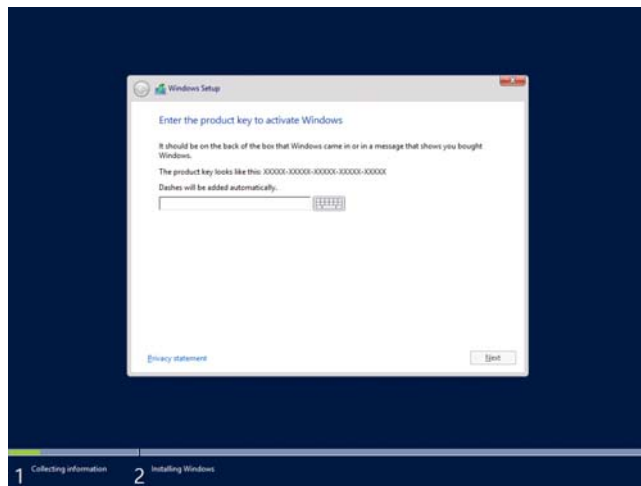 Windows Setup
Enter the product key to activate Windows
It should be on the back of the box that Windows came in or in a message that shows you bought
Windows.
The product key looks like this: XXXXX-XXXXX-XXXXX-XXXXX-XXXXX
Dashes will be added automatically.
Privacy statement
Next
1 Collecting information
2 Installing Windows